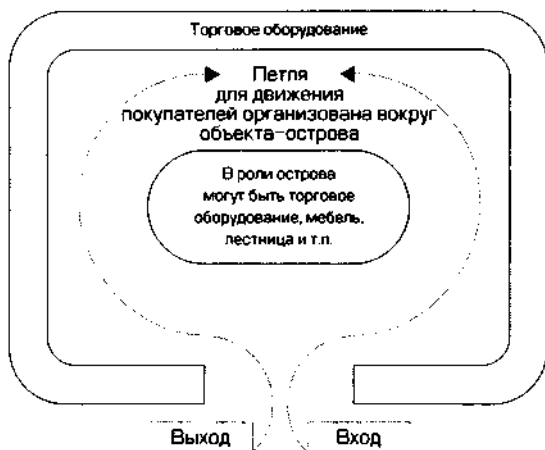 Торговое оборудование
Петля
для движения
покупателей организована вокруг
объекта-острова
В роли острова
могут быть торговое
оборудование, мебель,
лестница и т.п.
Выход
Вход